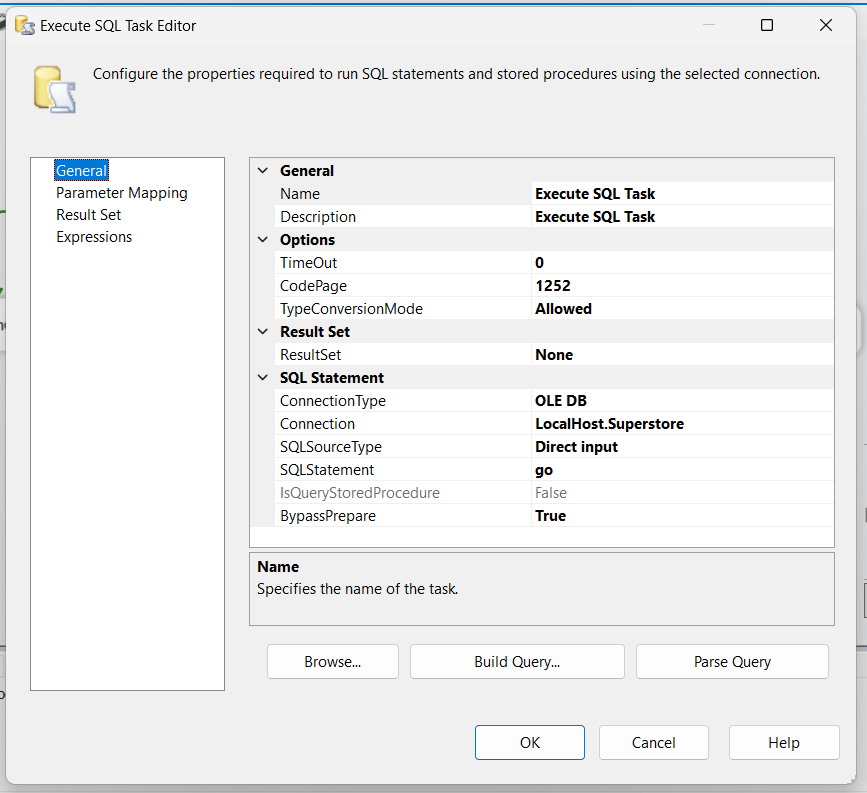 Execute SQL Task Editor
Configure the properties required to run SQL statements and stored procedures using the selected connection.
General
Parameter Mapping
Result Set
Expressions
General
Name Execute SQL Task
Description Execute SQL Task
Options
TimeOut 0
CodePage 1252
TypeConversionMode Allowed
Result Set
ResultSet None
SQL Statement
ConnectionType OLE DB
Connection LocalHost.Superstore
SQLSourceType Direct input
SQLStatement go
IsQueryStoredProcedure False
BypassPrepare True
Name
Specifies the name of the task.
Browse... Build Query... Parse Query
OK Cancel Help